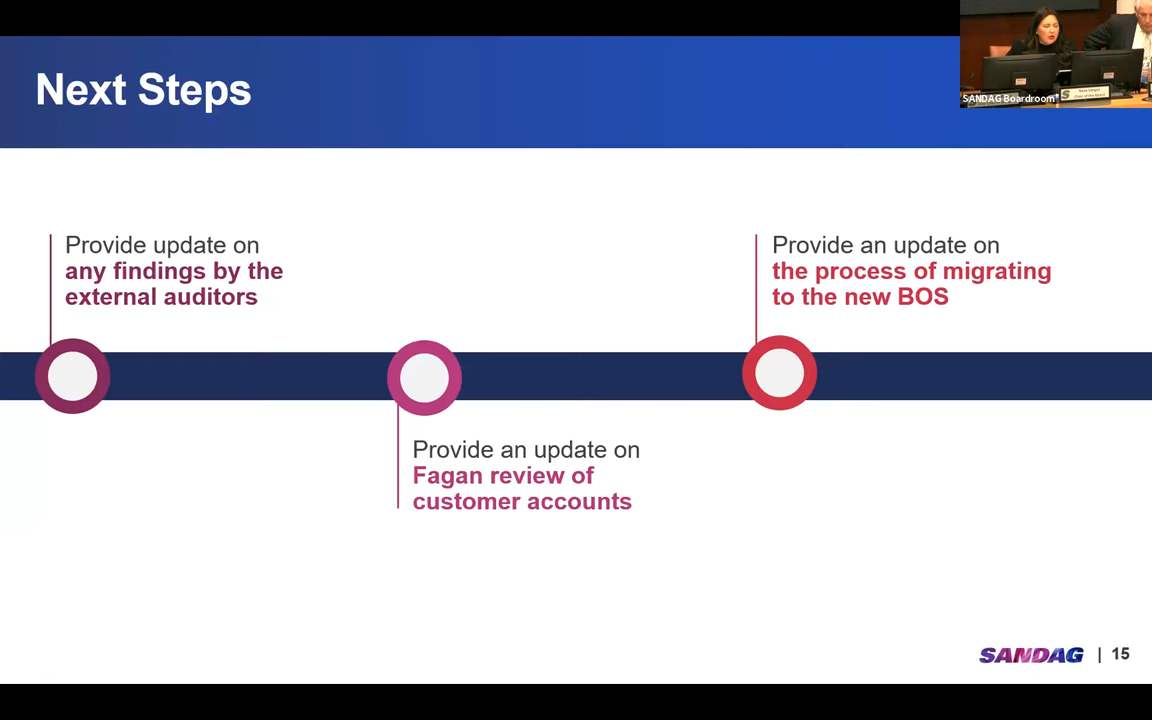 Next Steps
SANDAG Boardroom
Provide update on
any findings by the
external auditors
Provide an update on
the process of migrating
to the new BOS
Provide an update on
Fagan review of
customer accounts
SANDAG | 15